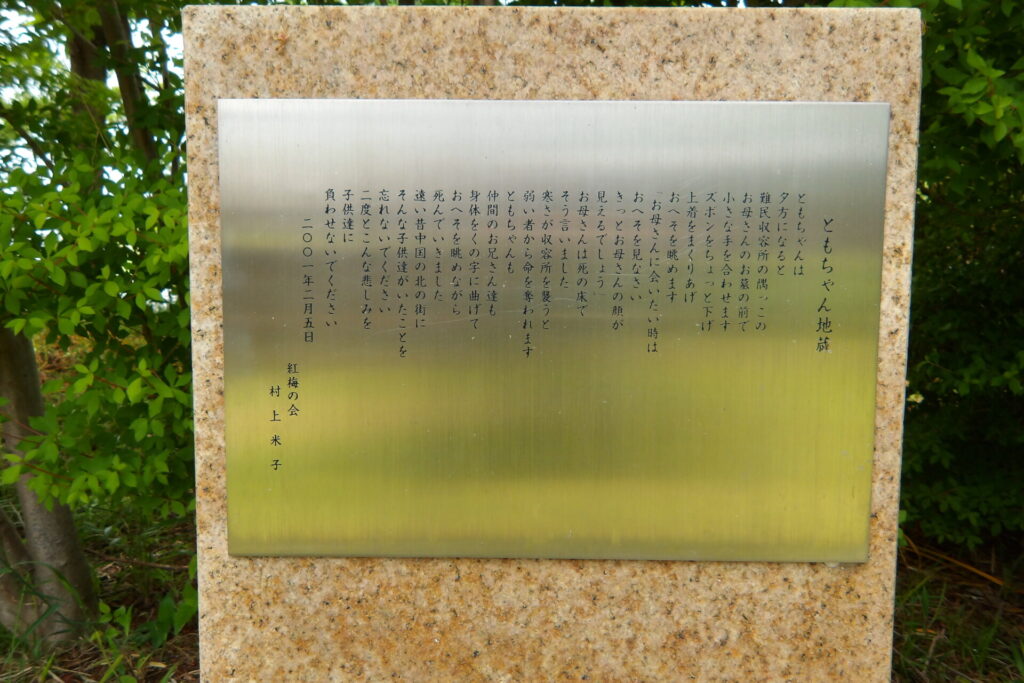 ともちゃん地蔵
ともちゃんは
夕方になると
難民収容所の隅っこの
お母さんのお墓の前で
小さな手を合わせます
ズボンをちょっと下げ
上着をまくりあげ
おへそを眺めます
「お母さんに会いたい時は
おへそを見なさい
きっとお母さんの顔が
見えるでしょう」
お母さんは死の床で
そう言いました
寒さが収容所を襲うと
弱い者から命を奪われます
ともちゃんも
仲間のお兄さん達も
身体をくの字に曲げて
おへそを眺めながら
死んでいきました
遠い昔中国の北の街に
そんな子供達がいたことを
忘れないでください
二度とこんな悲しみを
子供達に
負わせないでください
二〇〇一年二月五日
紅梅の会
村上米子